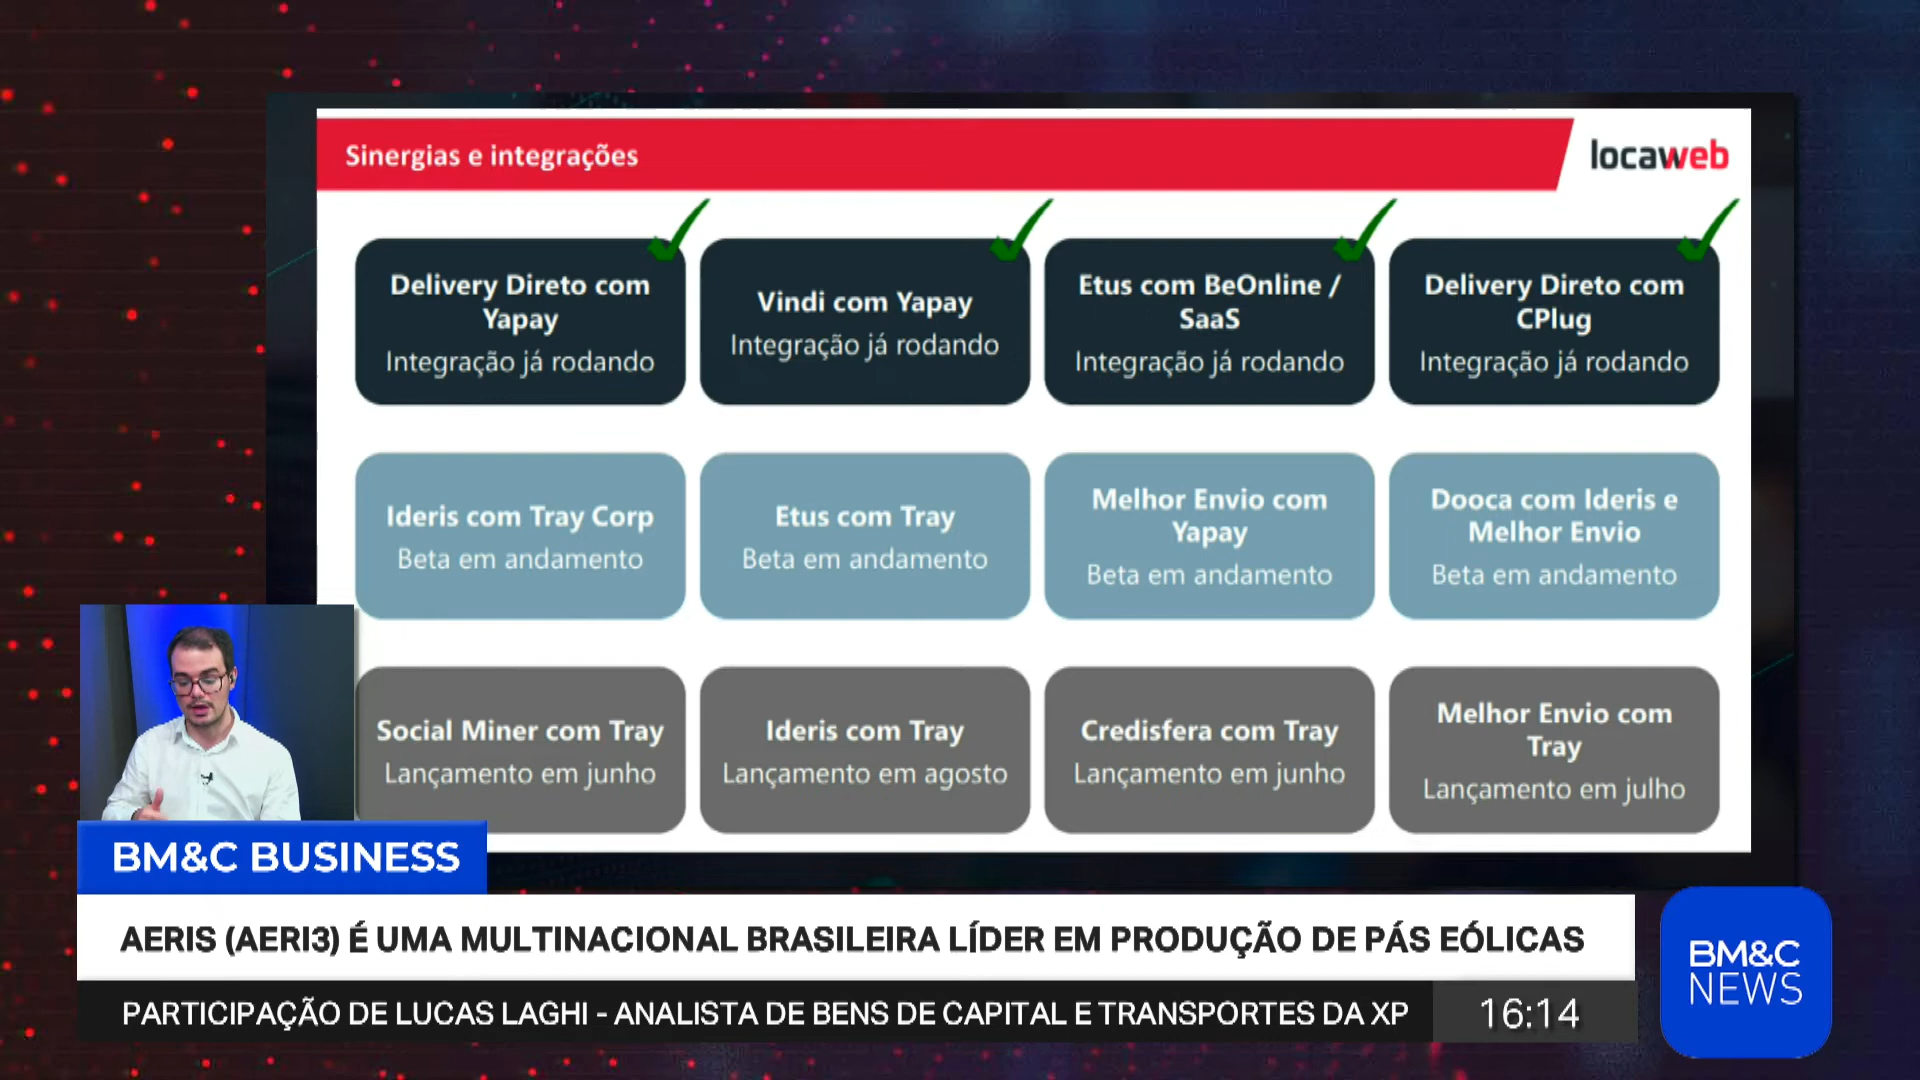 Sinergias e integrações
locaweb
Delivery Direto com
Yapay
Integração já rodando
Vindi com Yapay
Integração já rodando
Etus com BeOnline /
SaaS
Integração já rodando
Delivery Direto com
CPlug
Integração já rodando
Ideris com Tray Corp
Beta em andamento
Etus com Tray
Beta em andamento
Melhor Envio com
Yapay
Beta em andamento
Dooca com Ideris e
Melhor Envio
Beta em andamento
Social Miner com Tray
Lançamento em junho
Ideris com Tray
Lançamento em agosto
Credisfera com Tray
Lançamento em junho
Melhor Envio com
Tray
Lançamento em julho
BM&C BUSINESS
AERIS (AERI3) É UMA MULTINACIONAL BRASILEIRA LÍDER EM PRODUÇÃO DE PÁS EÓLICAS
PARTICIPAÇÃO DE LUCAS LAGHI - ANALISTA DE BENS DE CAPITAL E TRANSPORTES DA XP
16:14
BM&C
NEWS